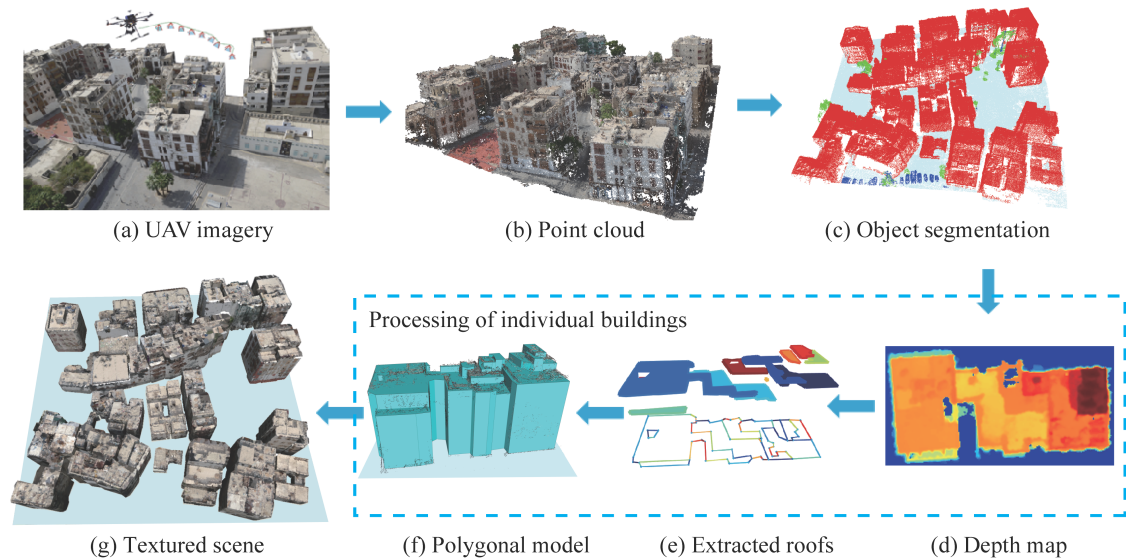 (a) UAV imagery
(b) Point cloud
(c) Object segmentation
Processing of individual buildings
(g) Textured scene
(f) Polygonal model
(e) Extracted roofs
(d) Depth map